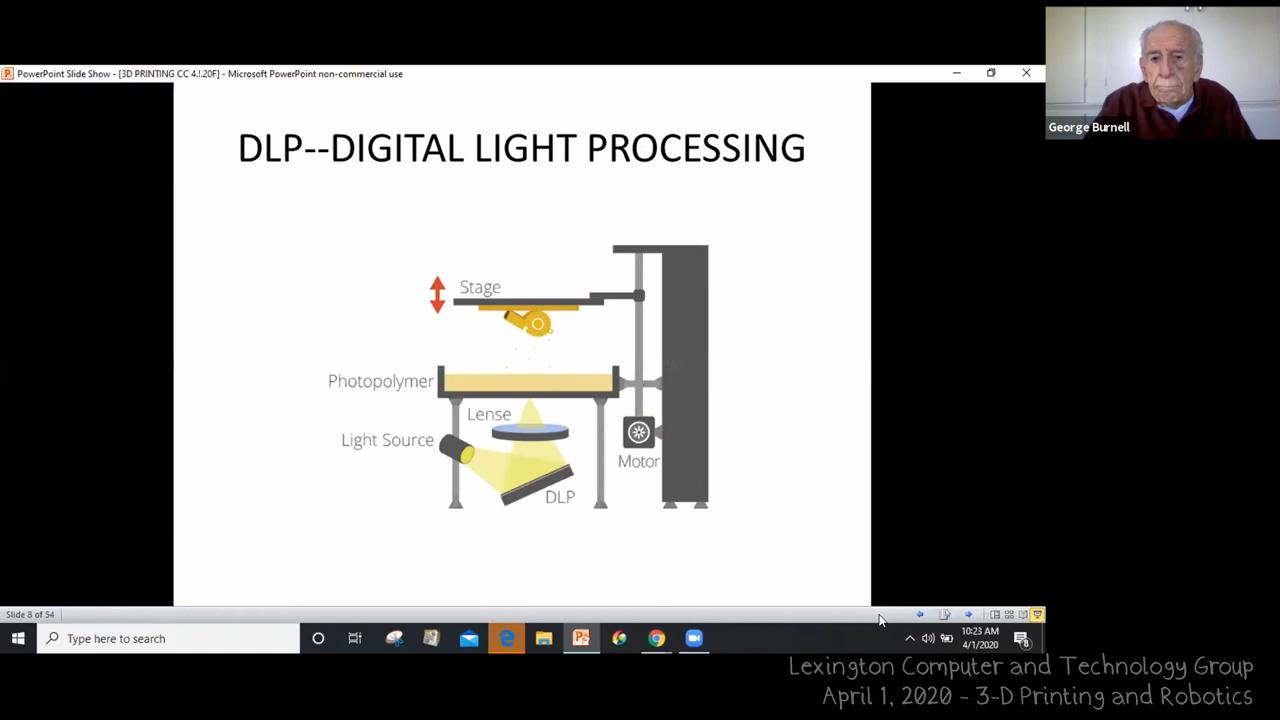 PowerPoint Slide Show - [3D PRINTING CC 4.!.20F] - Microsoft PowerPoint non-commercial use
George Burnell
DLP--DIGITAL LIGHT PROCESSING
Stage
Photopolymer
Lense
Light Source
Motor
DLP
Slide 8 of 54
Type here to search
10:23 AM
4/1/2020
8
Lexington Computer and Technology Group
April 1, 2020 - 3-D Printing and Robotics